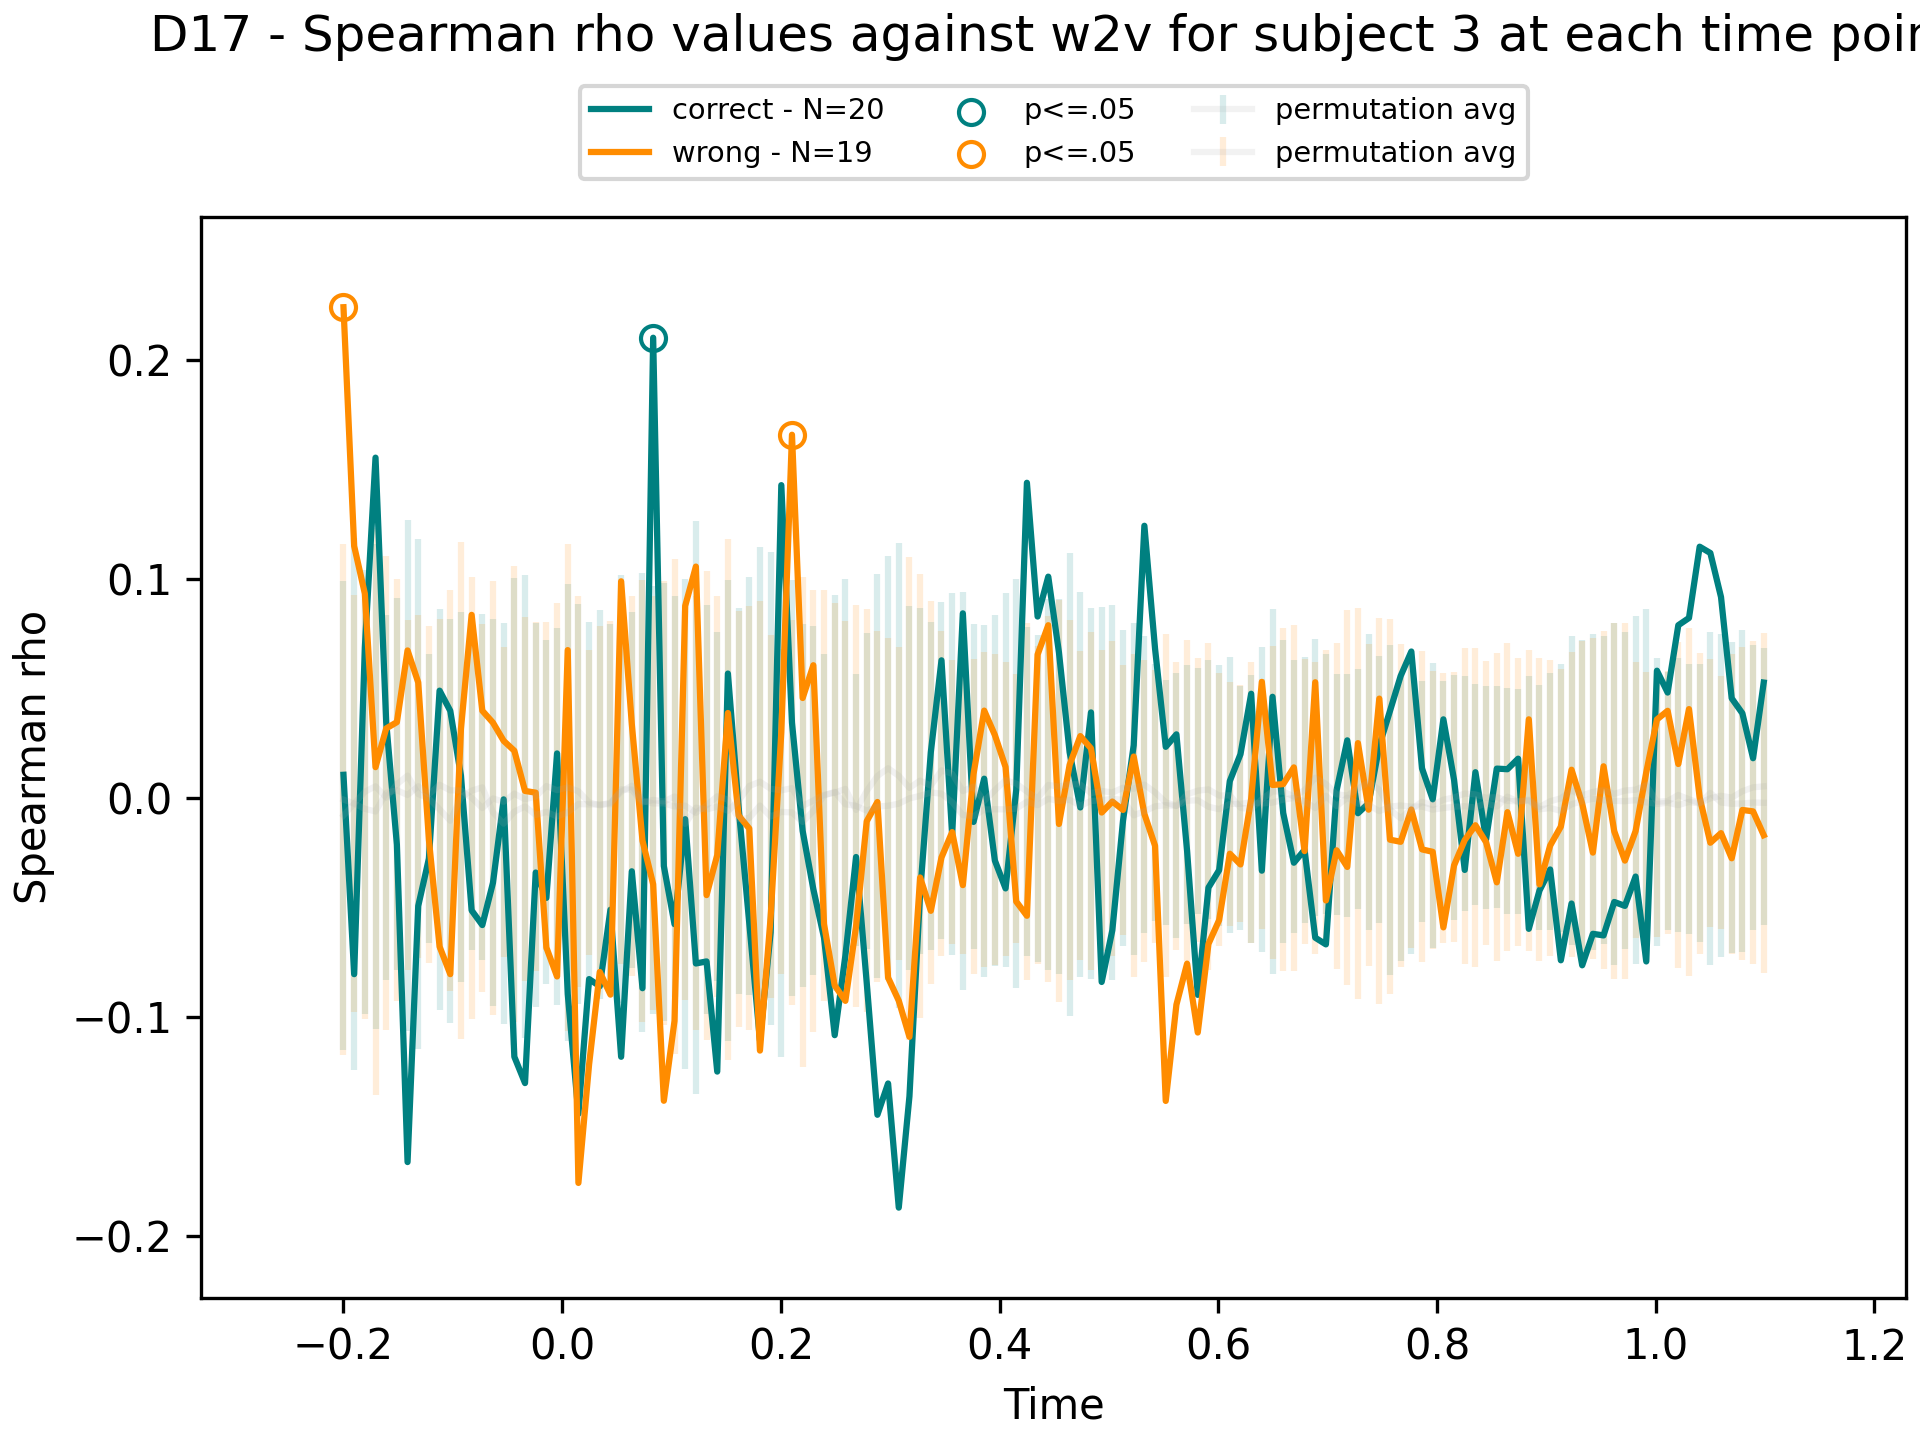 D17 - Spearman rho values against w2v for subject 3 at each time poin
correct - N=20 p<=.05 permutation avg
wrong - N=19 p<=.05 permutation avg
Spearman rho
0.2
0.1
0.0
−0.1
−0.2
−0.2 0.0 0.2 0.4 0.6 0.8 1.0 1.2
Time